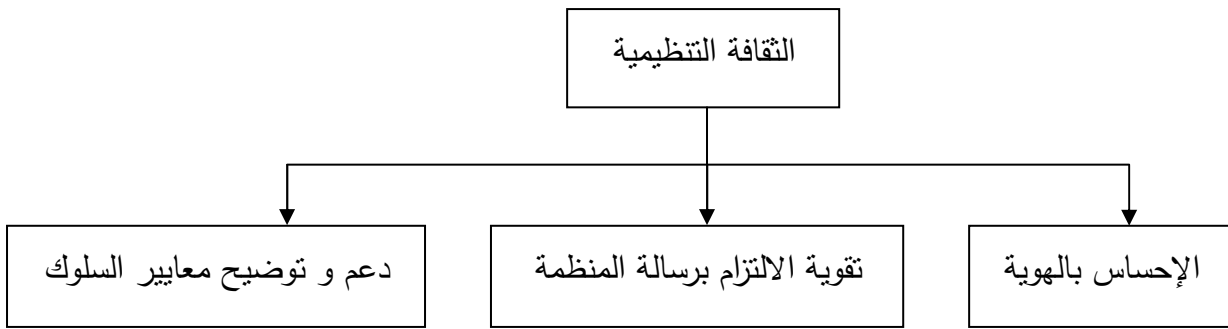 الثقافة التنظيمية
الإحساس بالهوية
تقوية الالتزام برسالة المنظمة
دعم و توضيح معايير السلوك